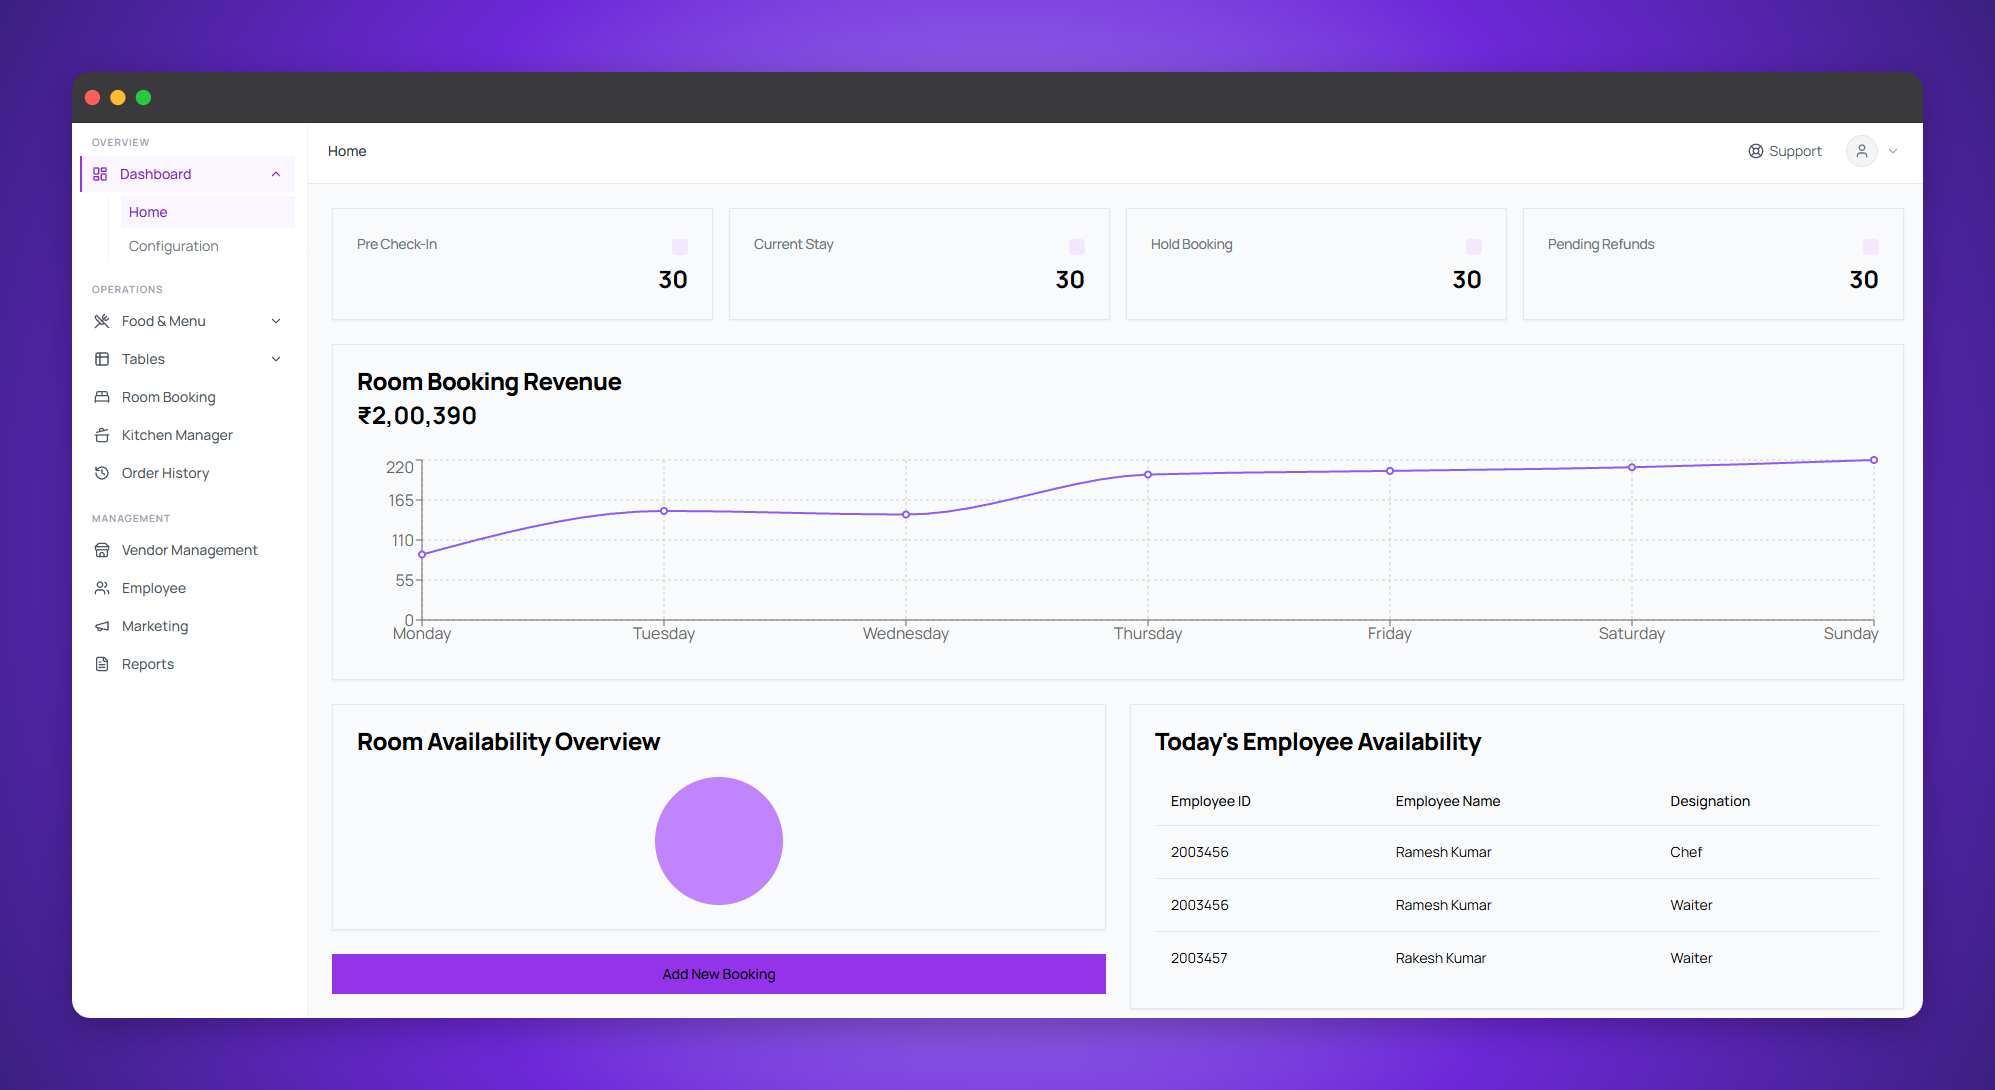 OVERVIEW
Dashboard
Home
Configuration
OPERATIONS
Food & Menu
Tables
Room Booking
Kitchen Manager
Order History
MANAGEMENT
Vendor Management
Employee
Marketing
Reports
Home
Support
Pre Check-In
30
Current Stay
30
Hold Booking
30
Pending Refunds
30
Room Booking Revenue
₹2,00,390
220
165
110
55
0
Monday Tuesday Wednesday Thursday Friday Saturday Sunday
Room Availability Overview
Add New Booking
Today's Employee Availability
Employee ID Employee Name Designation
2003456 Ramesh Kumar Chef
2003456 Ramesh Kumar Waiter
2003457 Rakesh Kumar Waiter